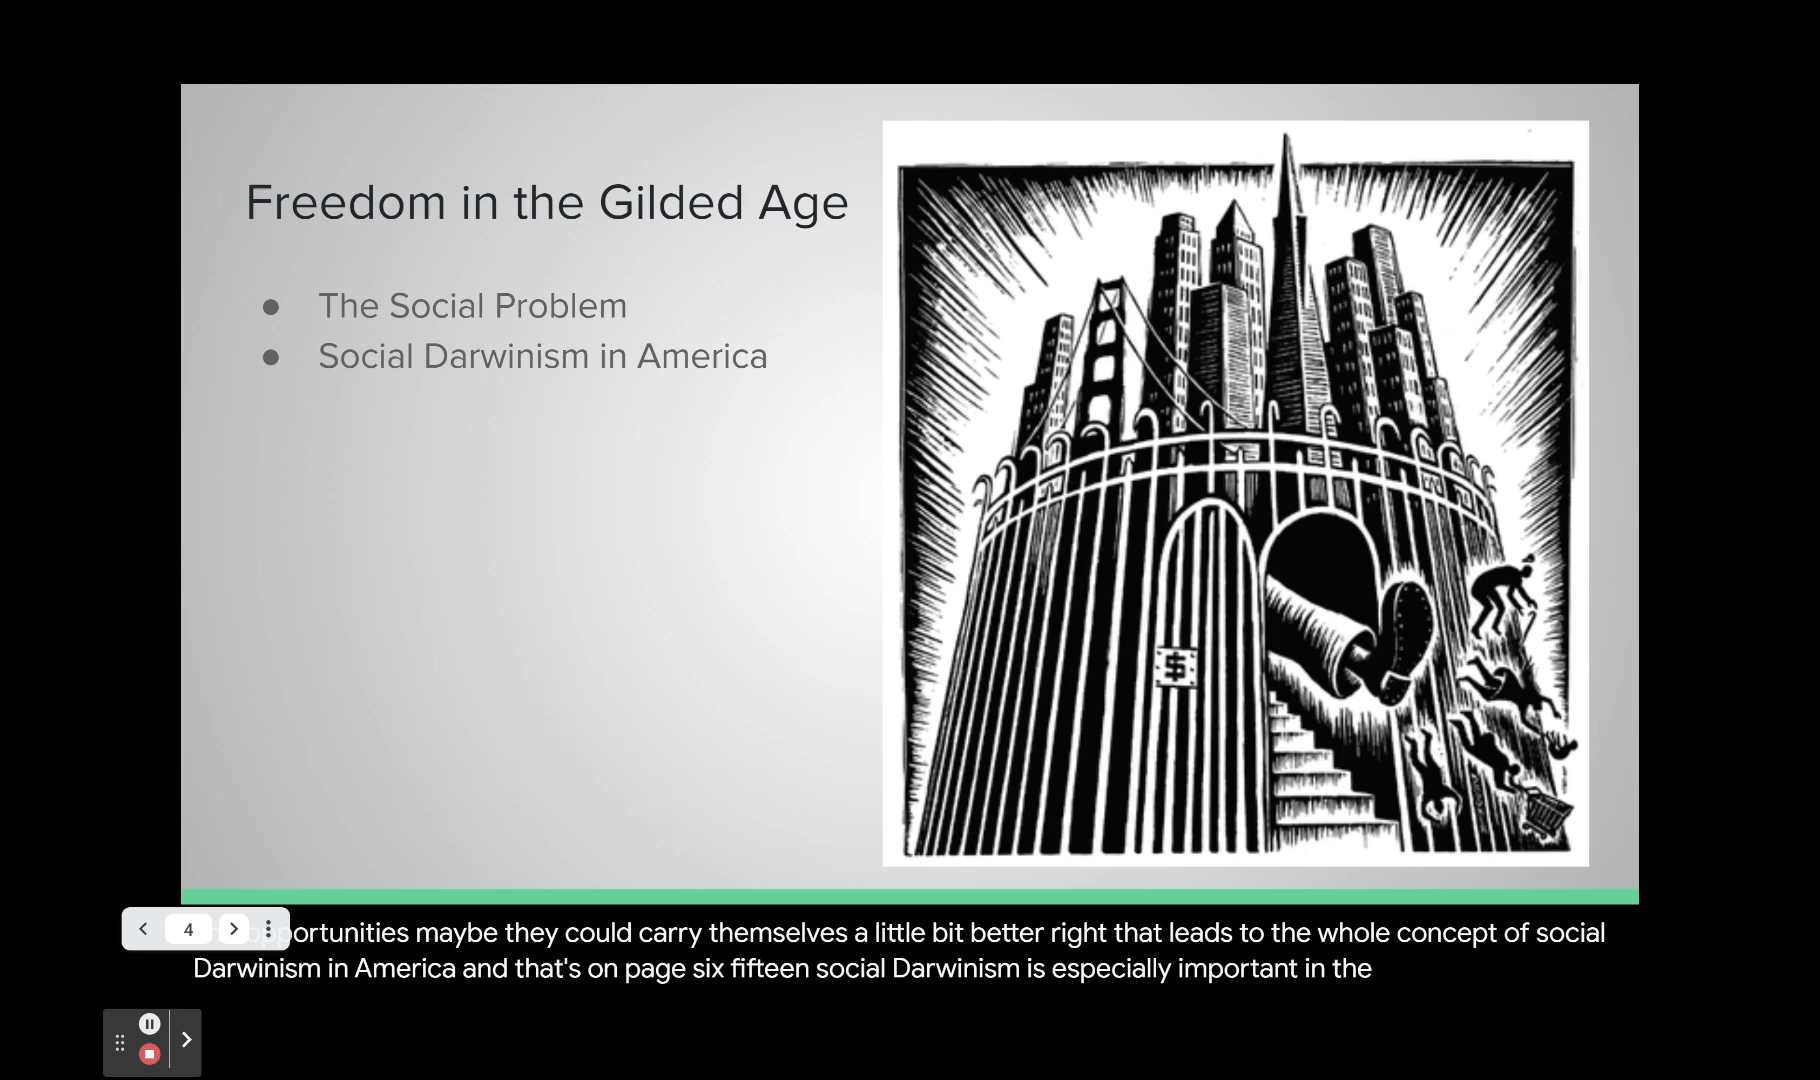 Freedom in the Gilded Age
● The Social Problem
● Social Darwinism in America
$
4
portunities maybe they could carry themselves a little bit better right that leads to the whole concept of social
Darwinism in America and that's on page six fifteen social Darwinism is especially important in the